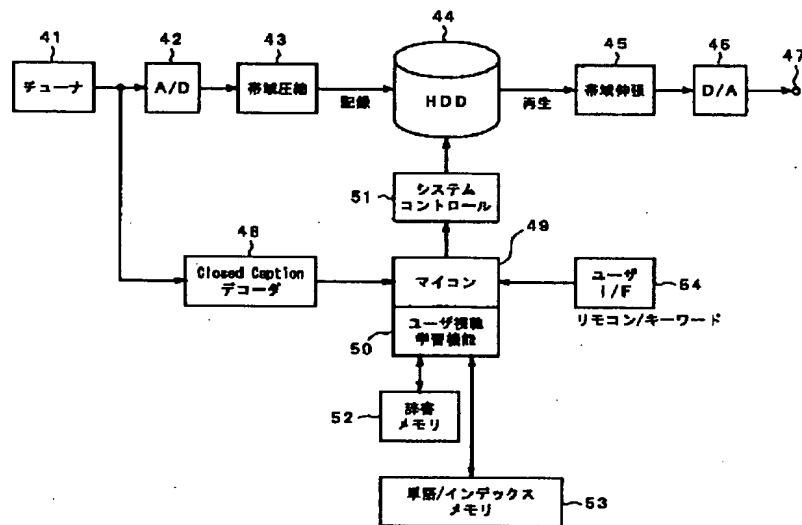 41
42
43
44
45
46
47
チューナ
A/D
帯域圧縮
記録
HDD
再生
帯域伸張
D/A
51
システム
コントロール
48
49
Closed Caption
デコーダ
マイコン
ユーザ
I/F
54
リモコン/キーワード
50
ユーザ視聴
学習機能
52
辞書
メモリ
単語/インデックス
メモリ
53